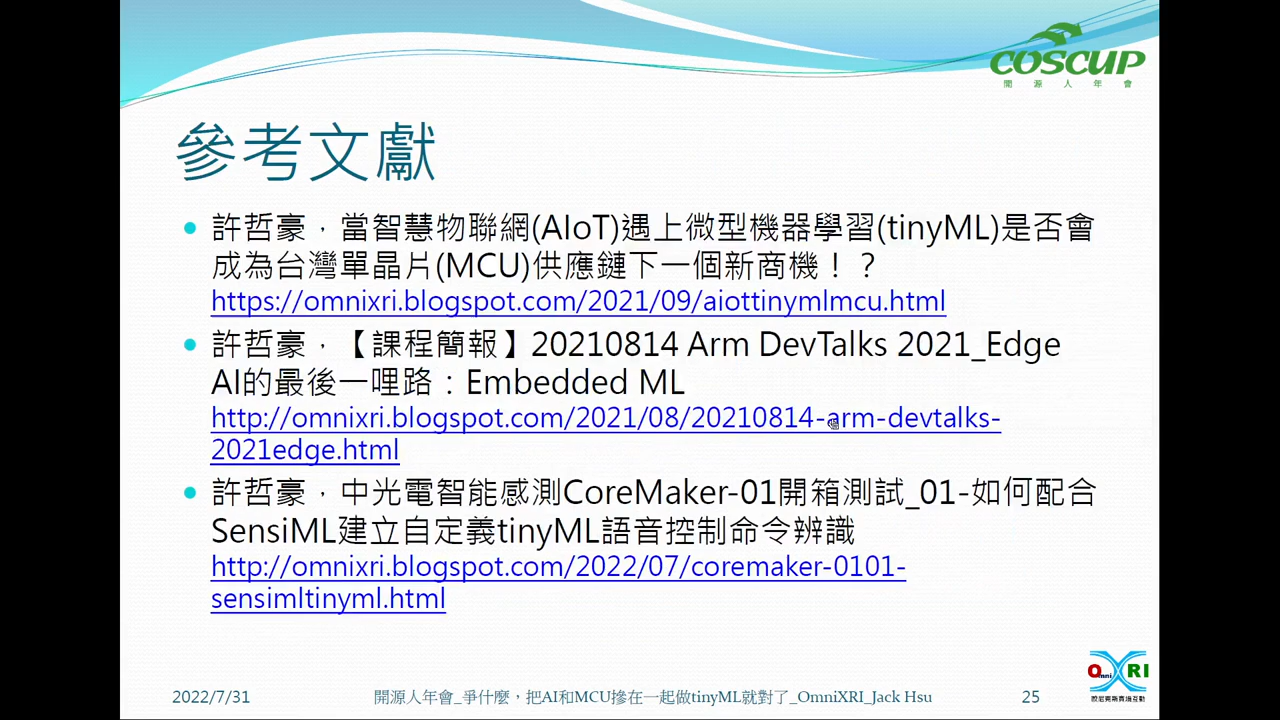 COSCUP
開源人年會
參考文獻
許哲豪，當智慧物聯網(AIoT)遇上微型機器學習(tinyML)是否會
成為台灣單晶片(MCU)供應鏈下一個新商機！？
https://omnixri.blogspot.com/2021/09/aiottinymlmcu.html
許哲豪，【課程簡報】20210814 Arm DevTalks 2021_Edge
AI的最後一哩路：Embedded ML
http://omnixri.blogspot.com/2021/08/20210814-arm-devtalks-
2021edge.html
許哲豪，中光電智能感測CoreMaker-01開箱測試_01-如何配合
SensiML建立自定義tinyML語音控制命令辨識
http://omnixri.blogspot.com/2022/07/coremaker-0101-
sensimltinyml.html
Omni XRI
歐尼克斯實境互動
2022/7/31
開源人年會_爭什麼，把AI和MCU摻在一起做tinyML就對了_OmniXRI_Jack Hsu
25